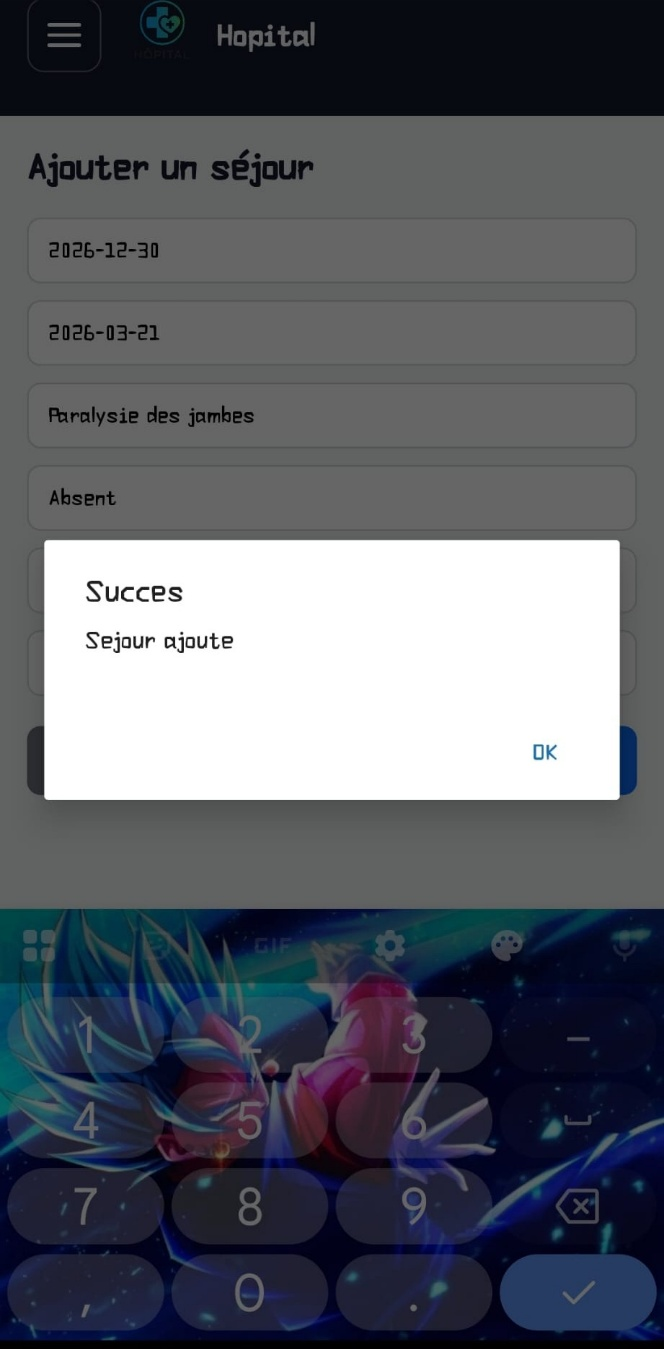 HOPITAL
Hopital
Ajouter un séjour
2026-12-30
2026-03-21
Paralysie des jambes
Absent
Succes
Sejour ajoute
OK
GIF
1 2 3 –
4 5 6
7 8 9
, 0 .